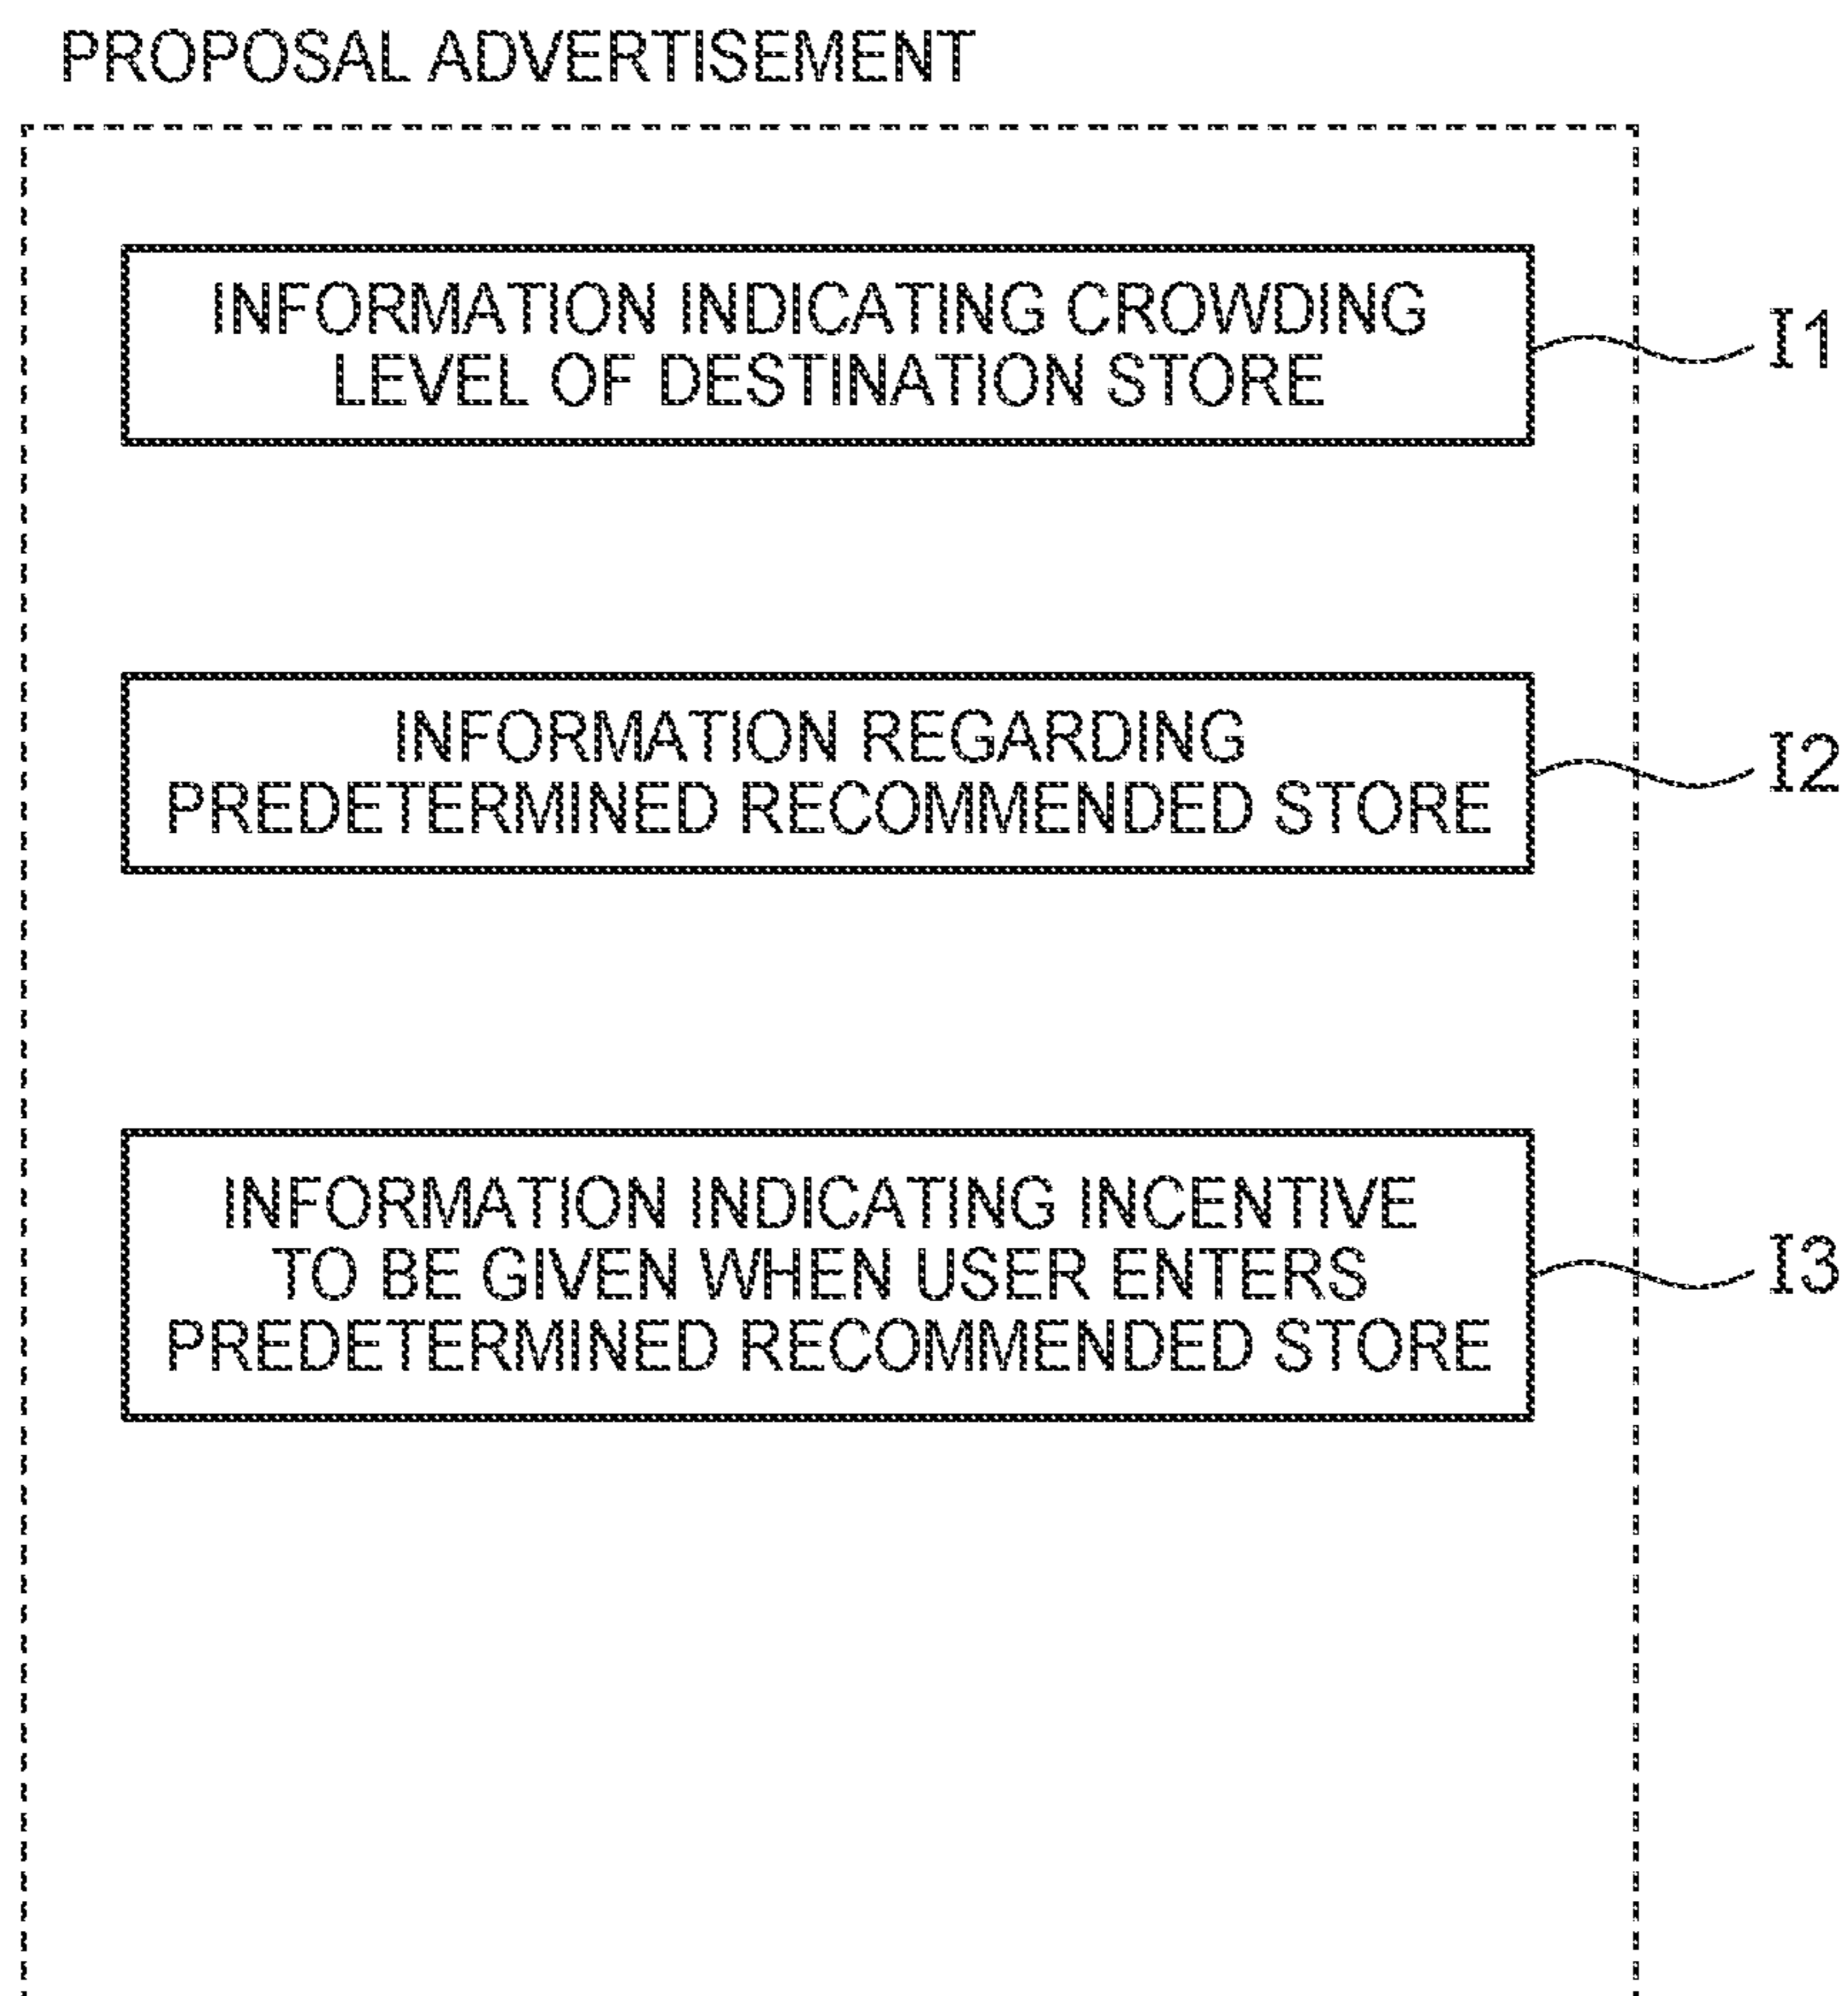 PROPOSAL ADVERTISEMENT
INFORMATION INDICATING CROWDING
LEVEL OF DESTINATION STORE
I1
INFORMATION REGARDING
PREDETERMINED RECOMMENDED STORE
I2
INFORMATION INDICATING INCENTIVE
TO BE GIVEN WHEN USER ENTERS
PREDETERMINED RECOMMENDED STORE
I3